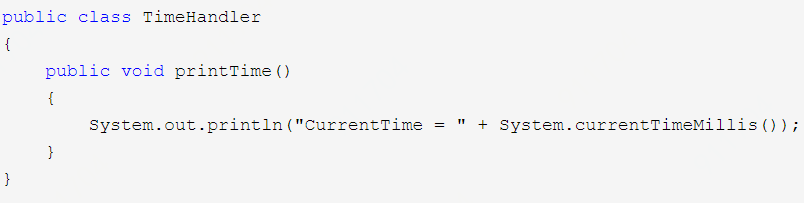 public class TimeHandler
{
    public void printTime()
    {
        System.out.println("CurrentTime = " + System.currentTimeMillis());
    }
}